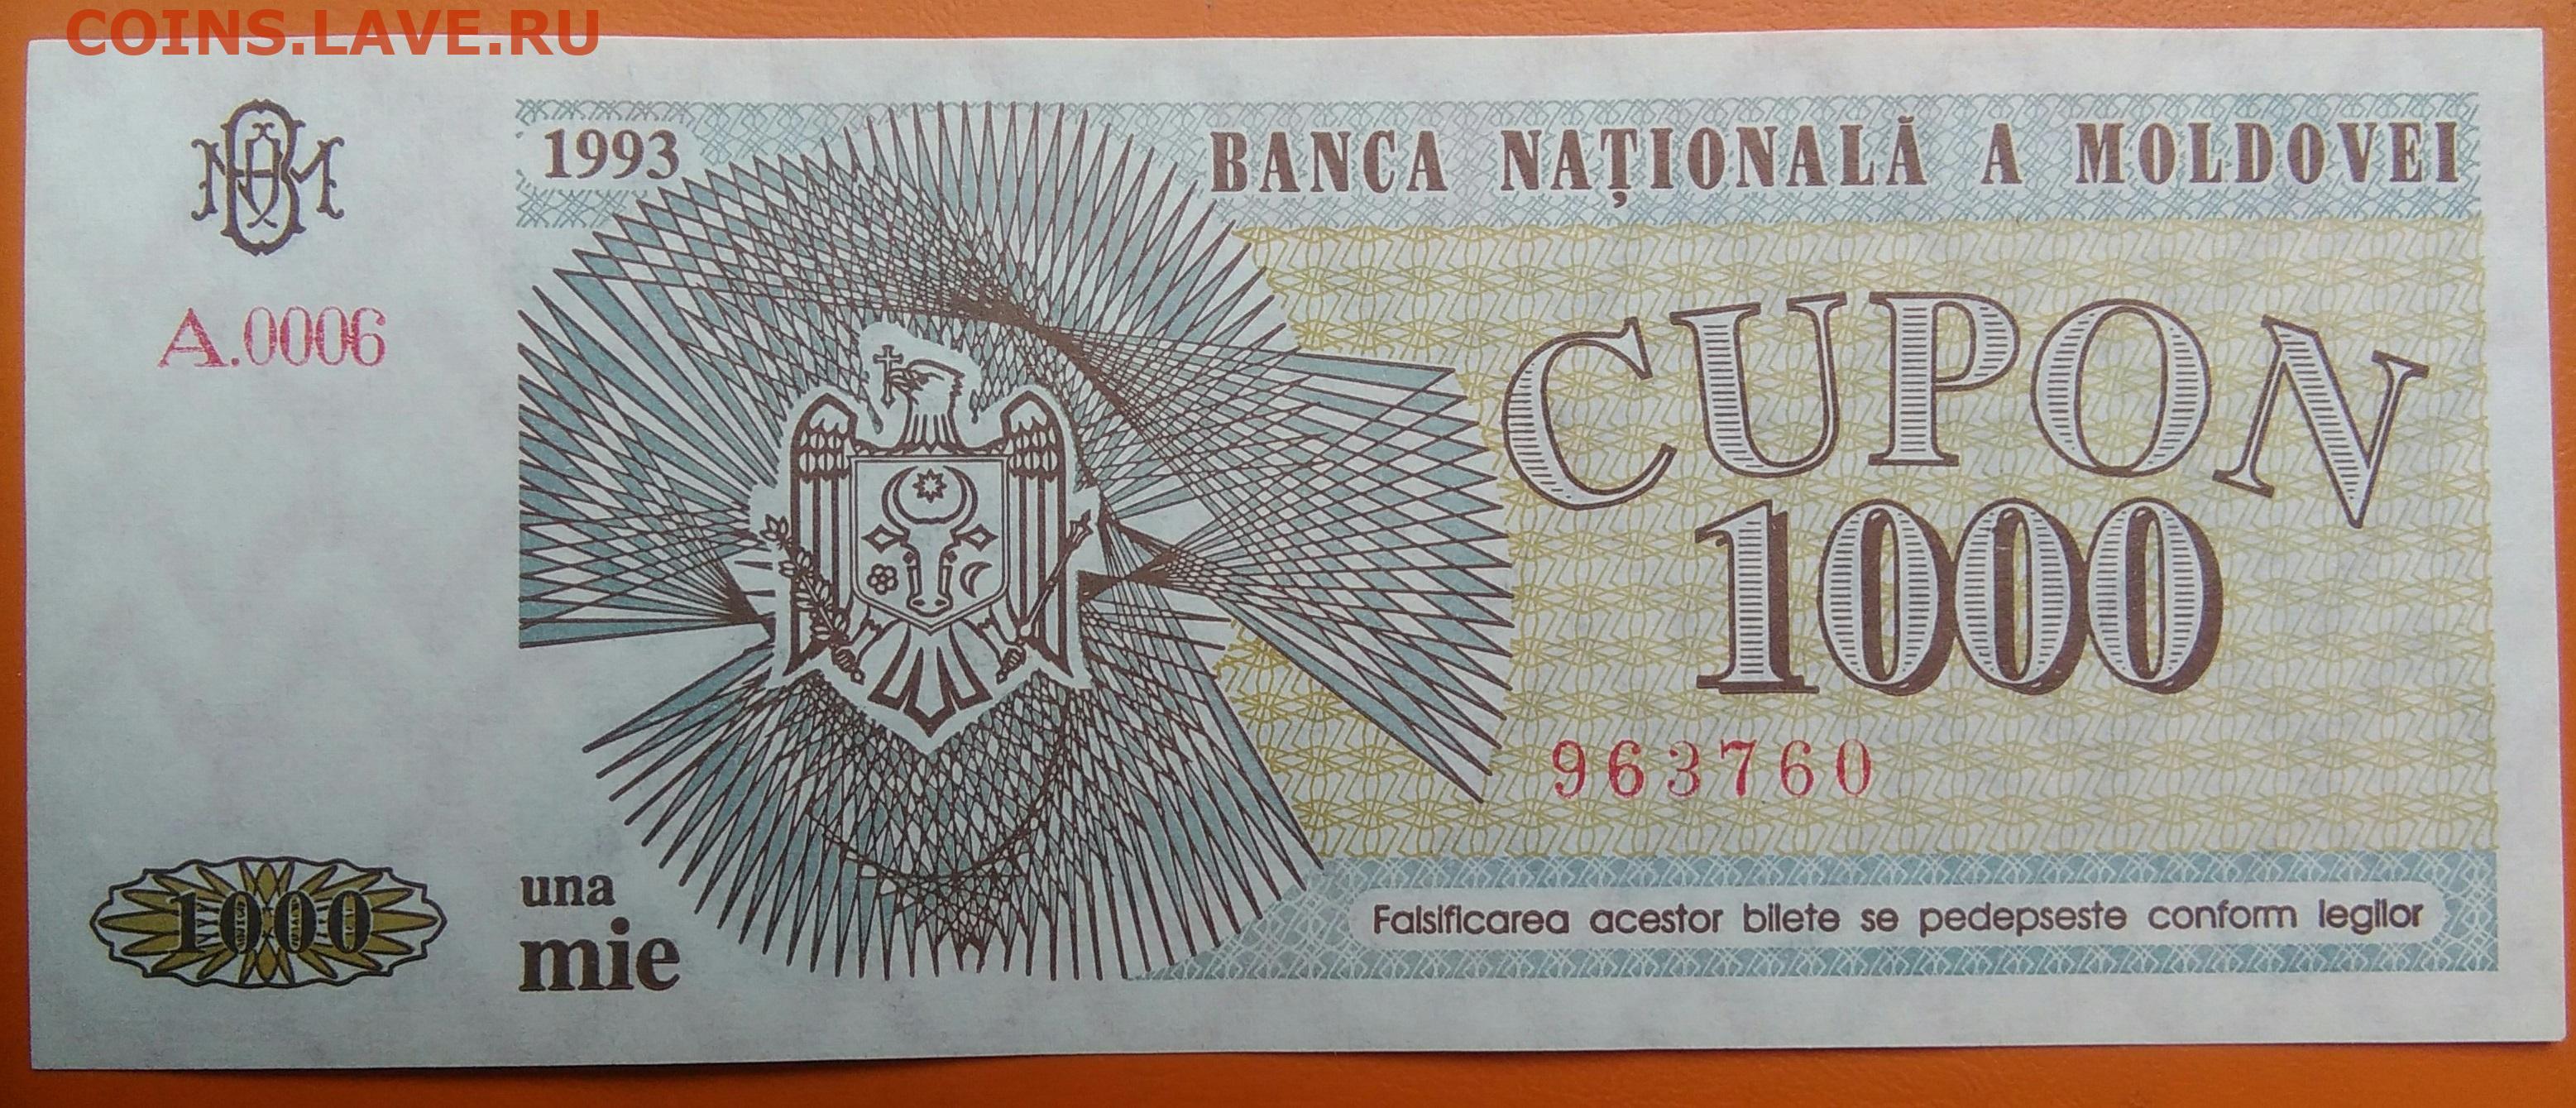 COINS.LAVE.RU
1993
BANCA NAȚIONALĂ A MOLDOVEI
A.0006
CUPON
1000
963760
1000
una
mie
Falsificarea acestor bilete se pedepseste conform legilor